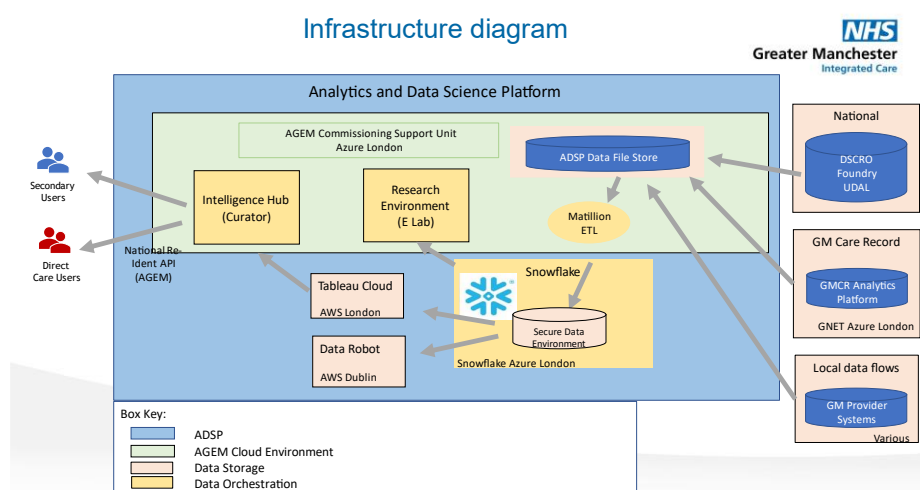 Infrastructure diagram
NHS
Greater Manchester
Integrated Care
Analytics and Data Science Platform
AGEM Commissioning Support Unit
Azure London
ADSP Data File Store
National
DSCRO
Foundry
UDAL
Secondary
Users
Intelligence Hub
(Curator)
Research
Environment
(E Lab)
Matillion
ETL
Direct
Care Users
National Re-
Ident API
(AGEM)
GM Care Record
GMCR Analytics
Platform
GNET Azure London
Tableau Cloud
AWS London
Snowflake
Secure Data
Environment
Snowflake Azure London
Data Robot
AWS Dublin
Local data flows
GM Provider
Systems
Various
Box Key:
ADSP
AGEM Cloud Environment
Data Storage
Data Orchestration